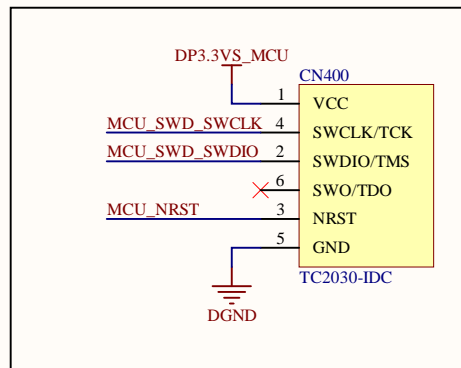 DP3.3VS_MCU
CN400
1 VCC
MCU_SWD_SWCLK 4 SWCLK/TCK
MCU_SWD_SWDIO 2 SWDIO/TMS
6 SWO/TDO
MCU_NRST 3 NRST
5 GND
TC2030-IDC
DGND